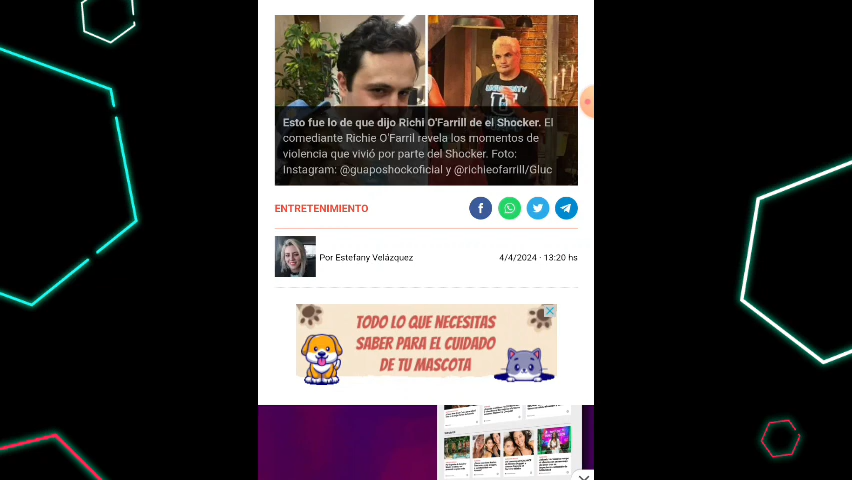 Esto fue lo de que dijo Richi O'Farrill de el Shocker. El
comediante Richie O'Farril revela los momentos de
violencia que vivió por parte del Shocker. Foto:
Instagram: @guaposhockoficial y @richieofarrill/Gluc
ENTRETENIMIENTO
Por Estefany Velázquez
4/4/2024 · 13:20 hs
TODO LO QUE NECESITAS
SABER PARA EL CUIDADO
DE TU MASCOTA